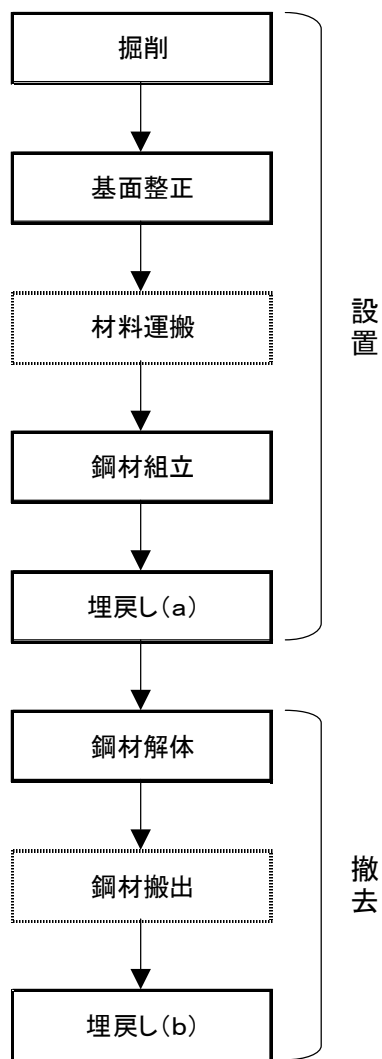 掘削
基面整正
材料運搬
設置
鋼材組立
埋戻し(a)
鋼材解体
鋼材搬出
撤去
埋戻し(b)